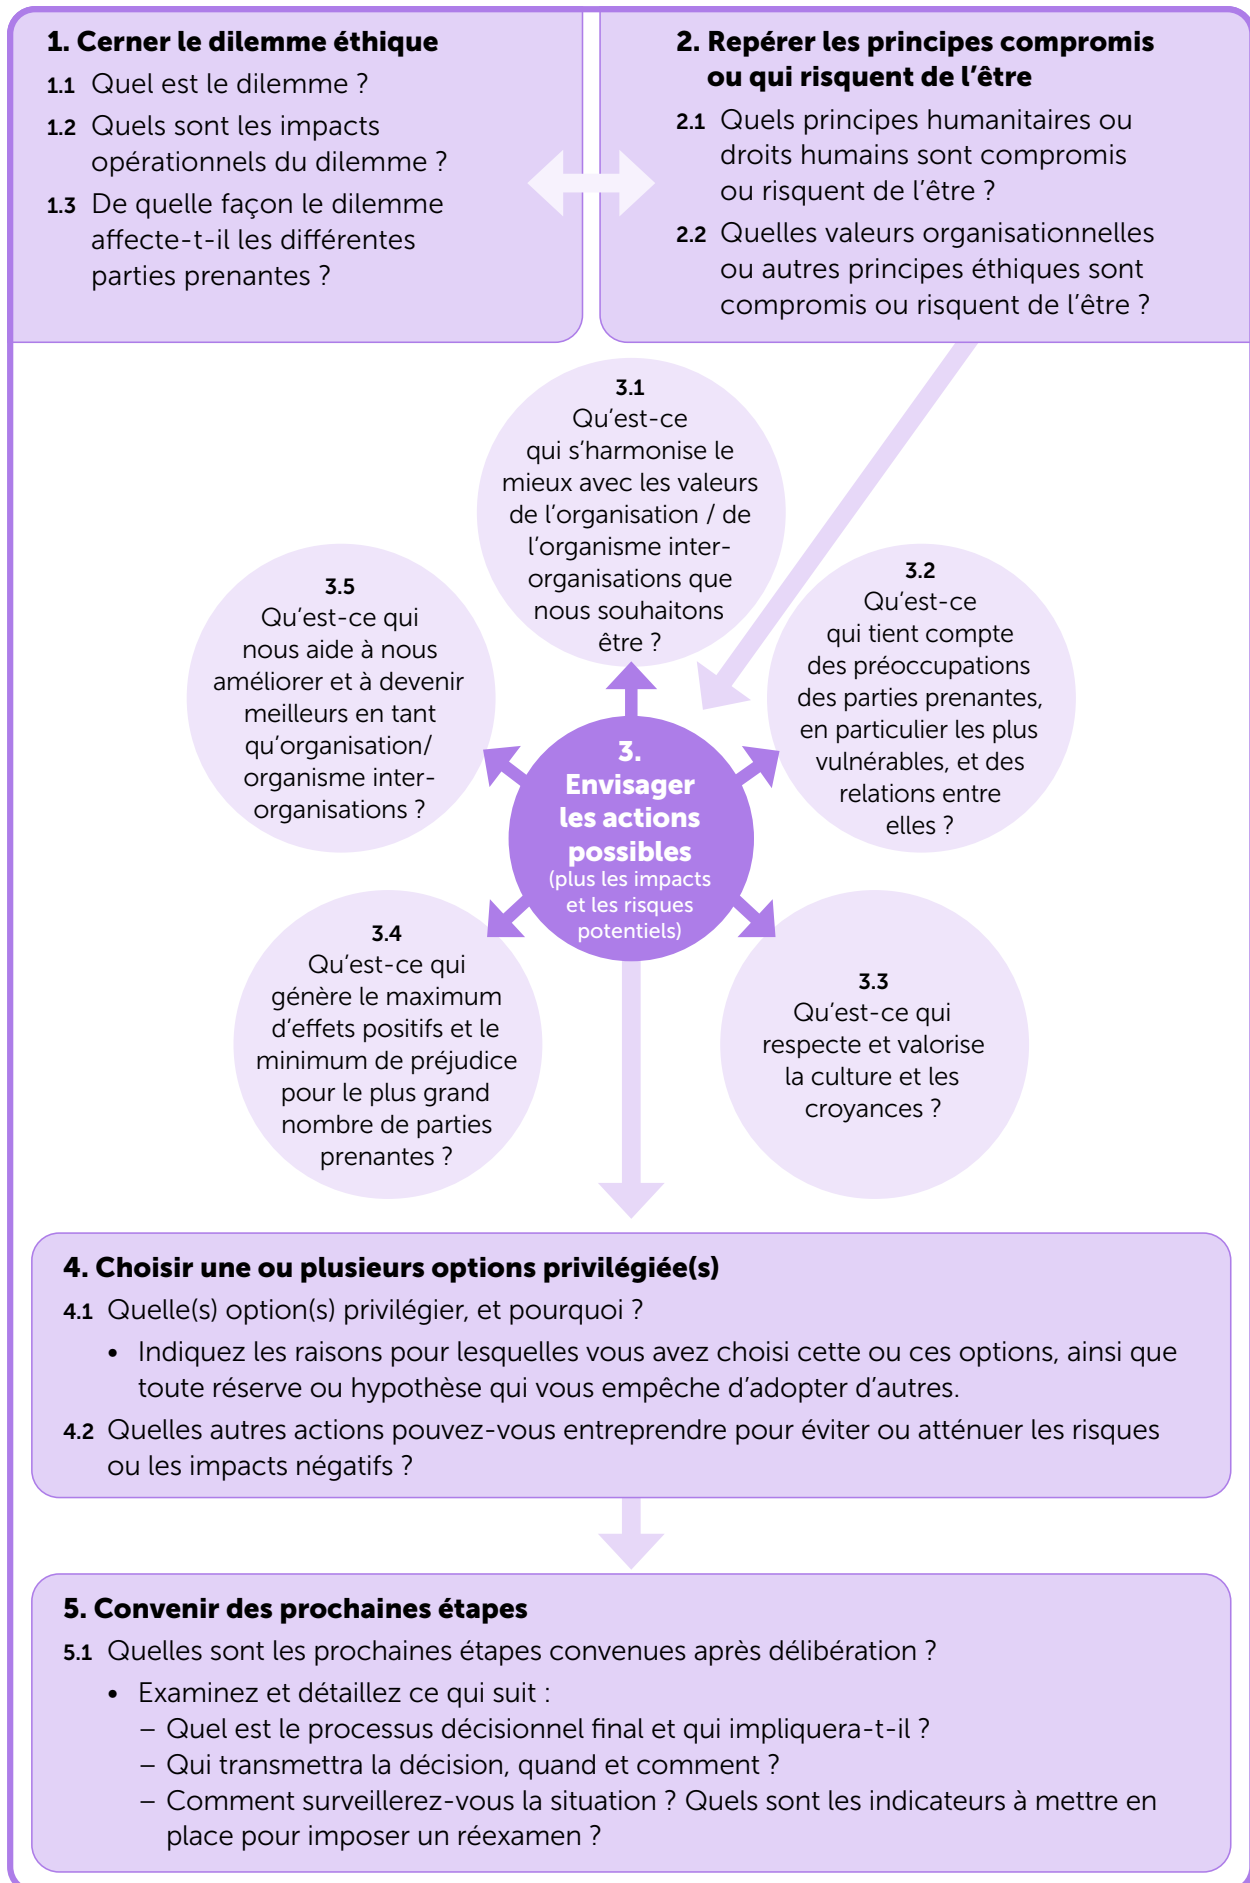 1. Cerner le dilemme éthique
1.1 Quel est le dilemme ?
1.2 Quels sont les impacts
opérationnels du dilemme ?
1.3 De quelle façon le dilemme
affecte-t-il les différentes
parties prenantes ?
2. Repérer les principes compromis
ou qui risquent de l’être
2.1 Quels principes humanitaires ou
droits humains sont compromis
ou risquent de l’être ?
2.2 Quelles valeurs organisationnelles
ou autres principes éthiques sont
compromis ou risquent de l’être ?
3.1
Qu’est-ce
qui s’harmonise le
mieux avec les valeurs
de l’organisation / de
l’organisme inter-
organisations que
nous souhaitons
être ?
3.2
Qu’est-ce
qui tient compte
des préoccupations
des parties prenantes,
en particulier les plus
vulnérables, et des
relations entre
elles ?
3.5
Qu’est-ce qui
nous aide à nous
améliorer et à devenir
meilleurs en tant
qu’organisation/
organisme inter-
organisations ?
3.
Envisager
les actions
possibles
(plus les impacts
et les risques
potentiels)
3.4
Qu’est-ce qui
génère le maximum
d’effets positifs et le
minimum de préjudice
pour le plus grand
nombre de parties
prenantes ?
3.3
Qu’est-ce qui
respecte et valorise
la culture et les
croyances ?
4. Choisir une ou plusieurs options privilégiée(s)
4.1 Quelle(s) option(s) privilégier, et pourquoi ?
• Indiquez les raisons pour lesquelles vous avez choisi cette ou ces options, ainsi que
toute réserve ou hypothèse qui vous empêche d’adopter d’autres.
4.2 Quelles autres actions pouvez-vous entreprendre pour éviter ou atténuer les risques
ou les impacts négatifs ?
5. Convenir des prochaines étapes
5.1 Quelles sont les prochaines étapes convenues après délibération ?
• Examinez et détaillez ce qui suit :
– Quel est le processus décisionnel final et qui impliquera-t-il ?
– Qui transmettra la décision, quand et comment ?
– Comment surveillerez-vous la situation ? Quels sont les indicateurs à mettre en
place pour imposer un réexamen ?